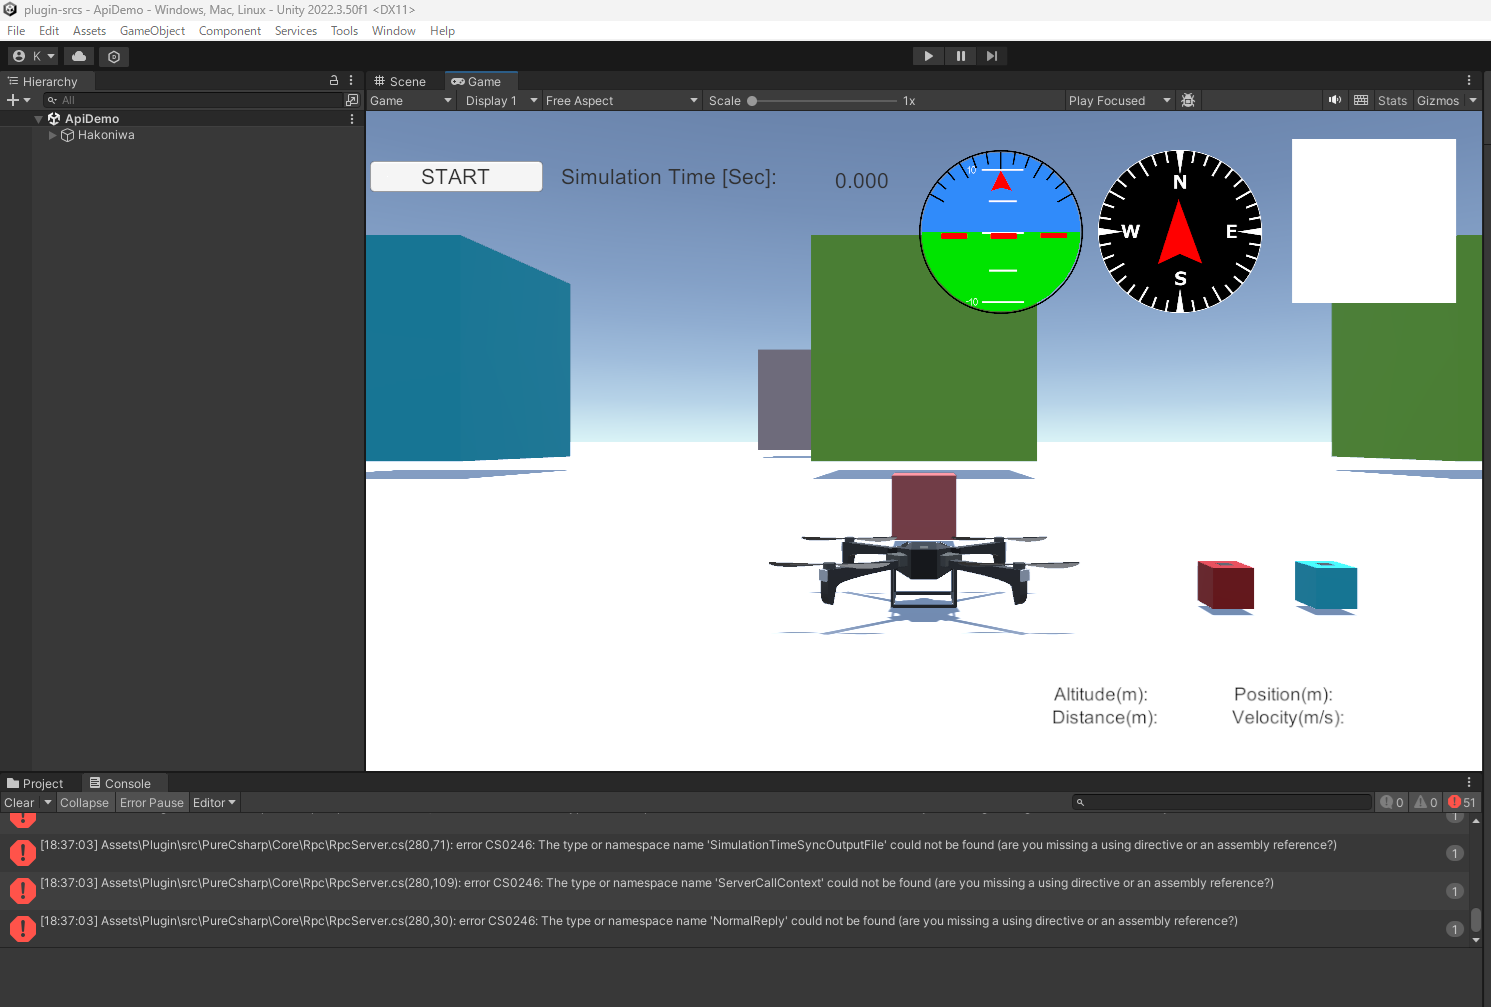 plugin-srcs - ApiDemo - Windows, Mac, Linux - Unity 2022.3.50f1 <DX11>
File Edit Assets GameObject Component Services Tools Window Help
K
Hierarchy
All
ApiDemo
Hakoniwa
Scene Game
Game Display 1 Free Aspect Scale 1x Play Focused Stats Gizmos
START
Simulation Time [Sec]:
0.000
10
-10
N
W E
S
Altitude(m): Position(m):
Distance(m): Velocity(m/s):
Project Console
Clear Collapse Error Pause Editor 0 0 51
1
[18:37:03] Assets\Plugin\src\PureCsharp\Core\Rpc\RpcServer.cs(280,71): error CS0246: The type or namespace name 'SimulationTimeSyncOutputFile' could not be found (are you missing a using directive or an assembly reference?)
1
[18:37:03] Assets\Plugin\src\PureCsharp\Core\Rpc\RpcServer.cs(280,109): error CS0246: The type or namespace name 'ServerCallContext' could not be found (are you missing a using directive or an assembly reference?)
1
[18:37:03] Assets\Plugin\src\PureCsharp\Core\Rpc\RpcServer.cs(280,30): error CS0246: The type or namespace name 'NormalReply' could not be found (are you missing a using directive or an assembly reference?)
1